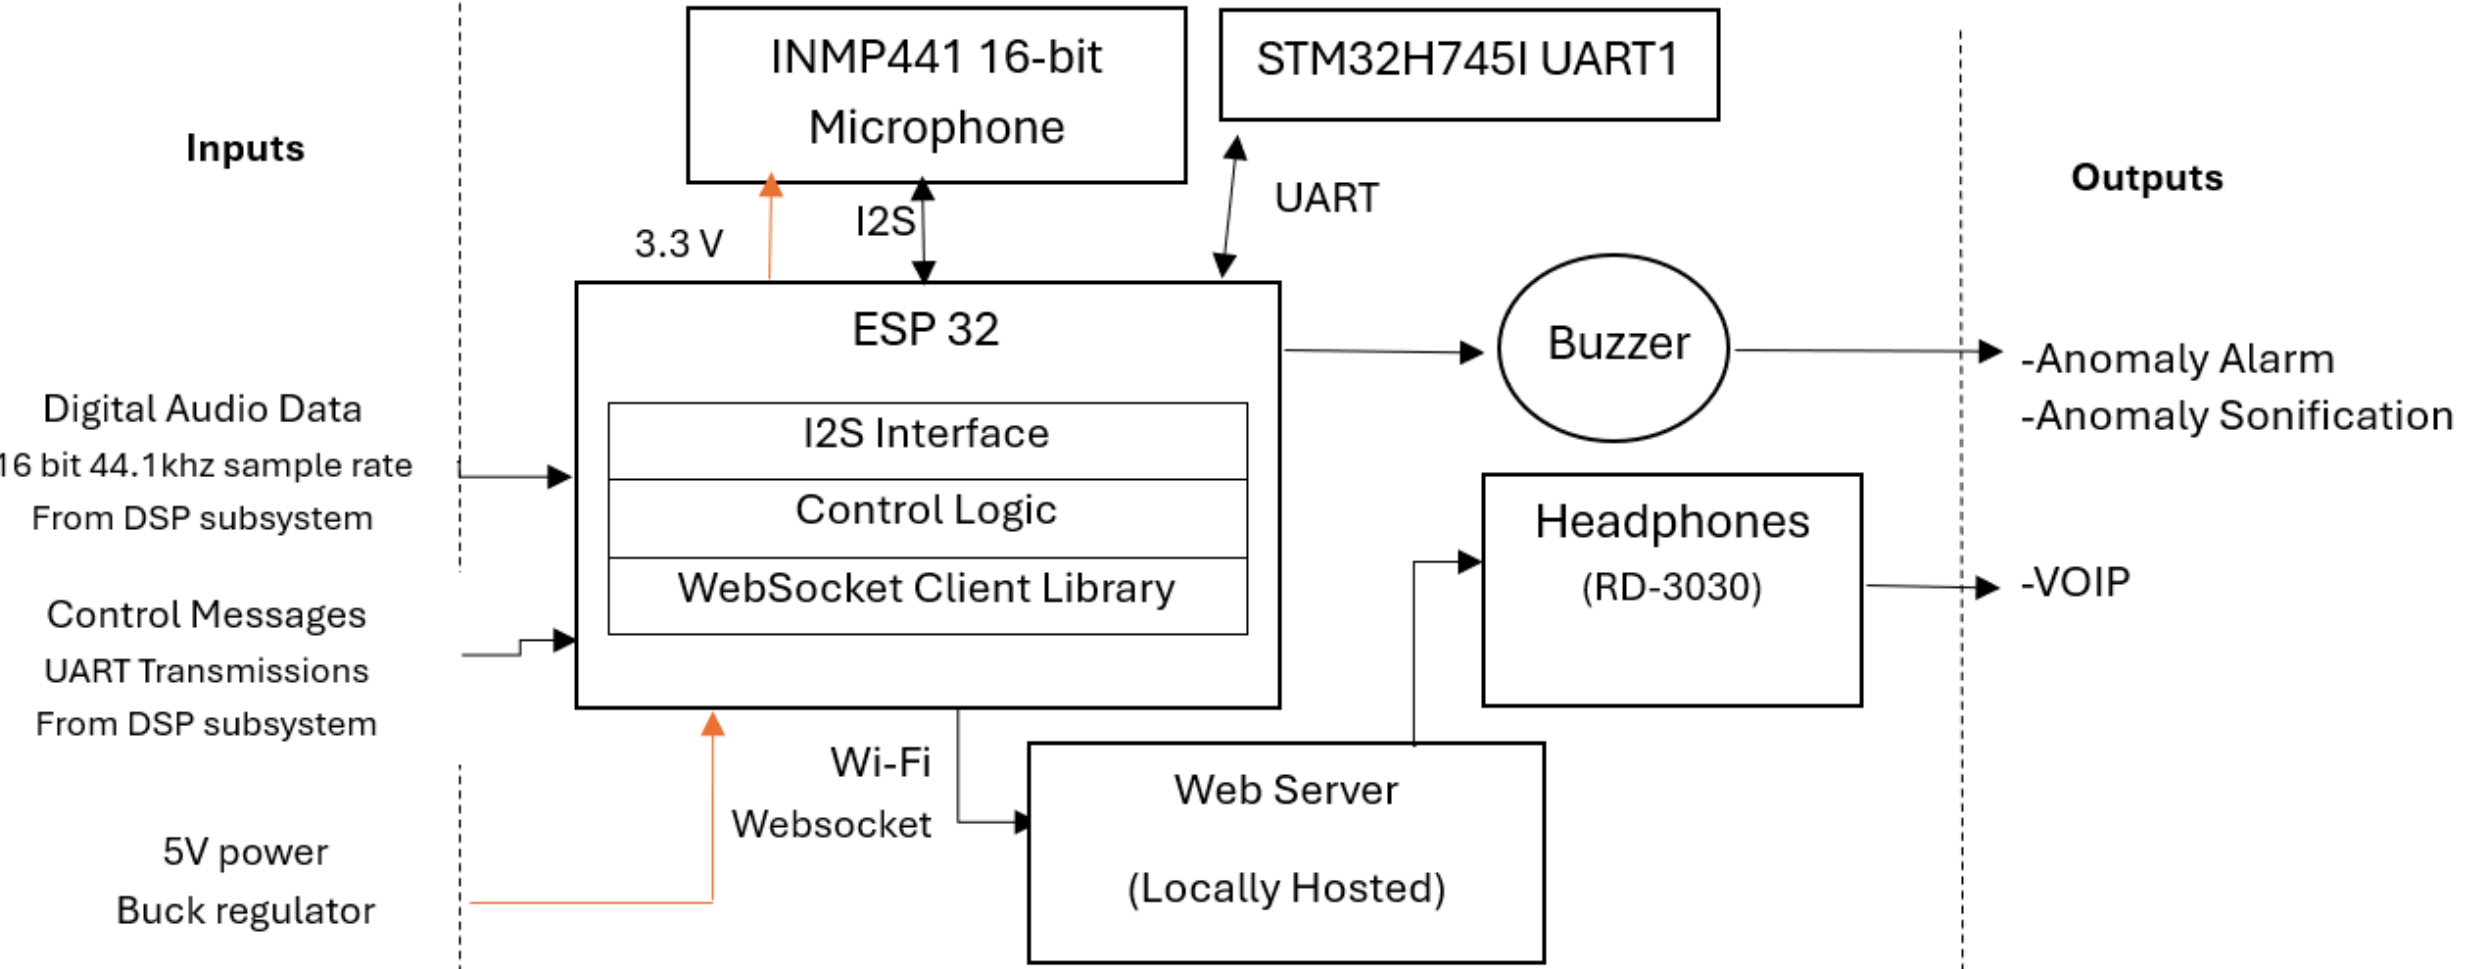 Inputs
INMP441 16-bit
Microphone
STM32H745I UART1
Outputs
3.3 V
I2S
UART
ESP 32
I2S Interface
Control Logic
WebSocket Client Library
Buzzer
-Anomaly Alarm
-Anomaly Sonification
Digital Audio Data
16 bit 44.1khz sample rate
From DSP subsystem
Headphones
(RD-3030)
-VOIP
Control Messages
UART Transmissions
From DSP subsystem
Wi-Fi
Websocket
Web Server
(Locally Hosted)
5V power
Buck regulator